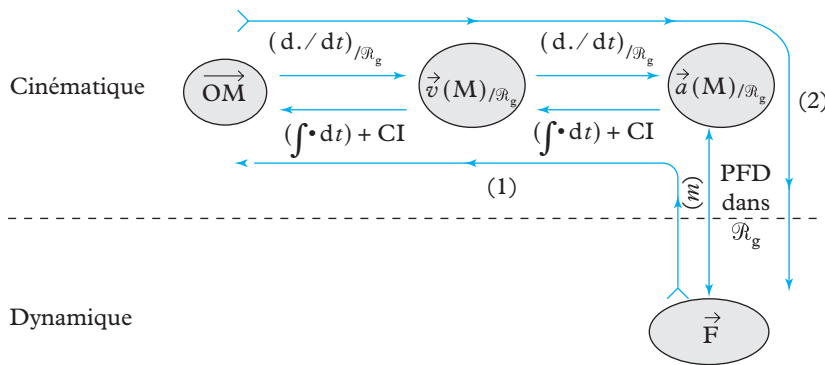 (d./dt)/ℛg (d./dt)/ℛg
Cinématique OM→ v→(M)/ℛg a→(M)/ℛg (2)
(∫•dt) + CI (∫•dt) + CI
(1) (m) PFD
dans
ℛg
Dynamique F→